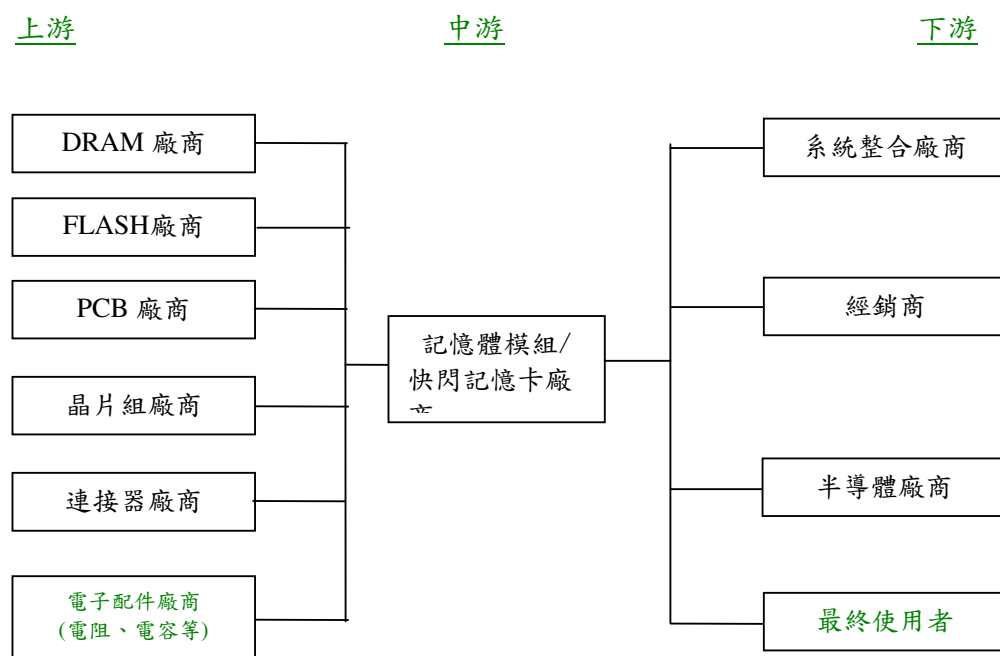 上游
中游
下游
DRAM 廠商
FLASH廠商
PCB 廠商
晶片組廠商
連接器廠商
電子配件廠商
(電阻、電容等)
記憶體模組/
快閃記憶卡廠
系統整合廠商
經銷商
半導體廠商
最終使用者